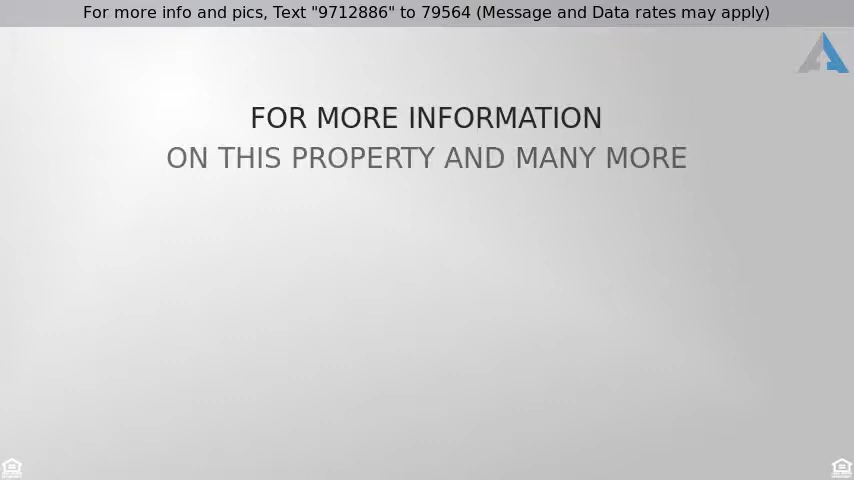 For more info and pics, Text "9712886" to 79564 (Message and Data rates may apply)
FOR MORE INFORMATION
ON THIS PROPERTY AND MANY MORE